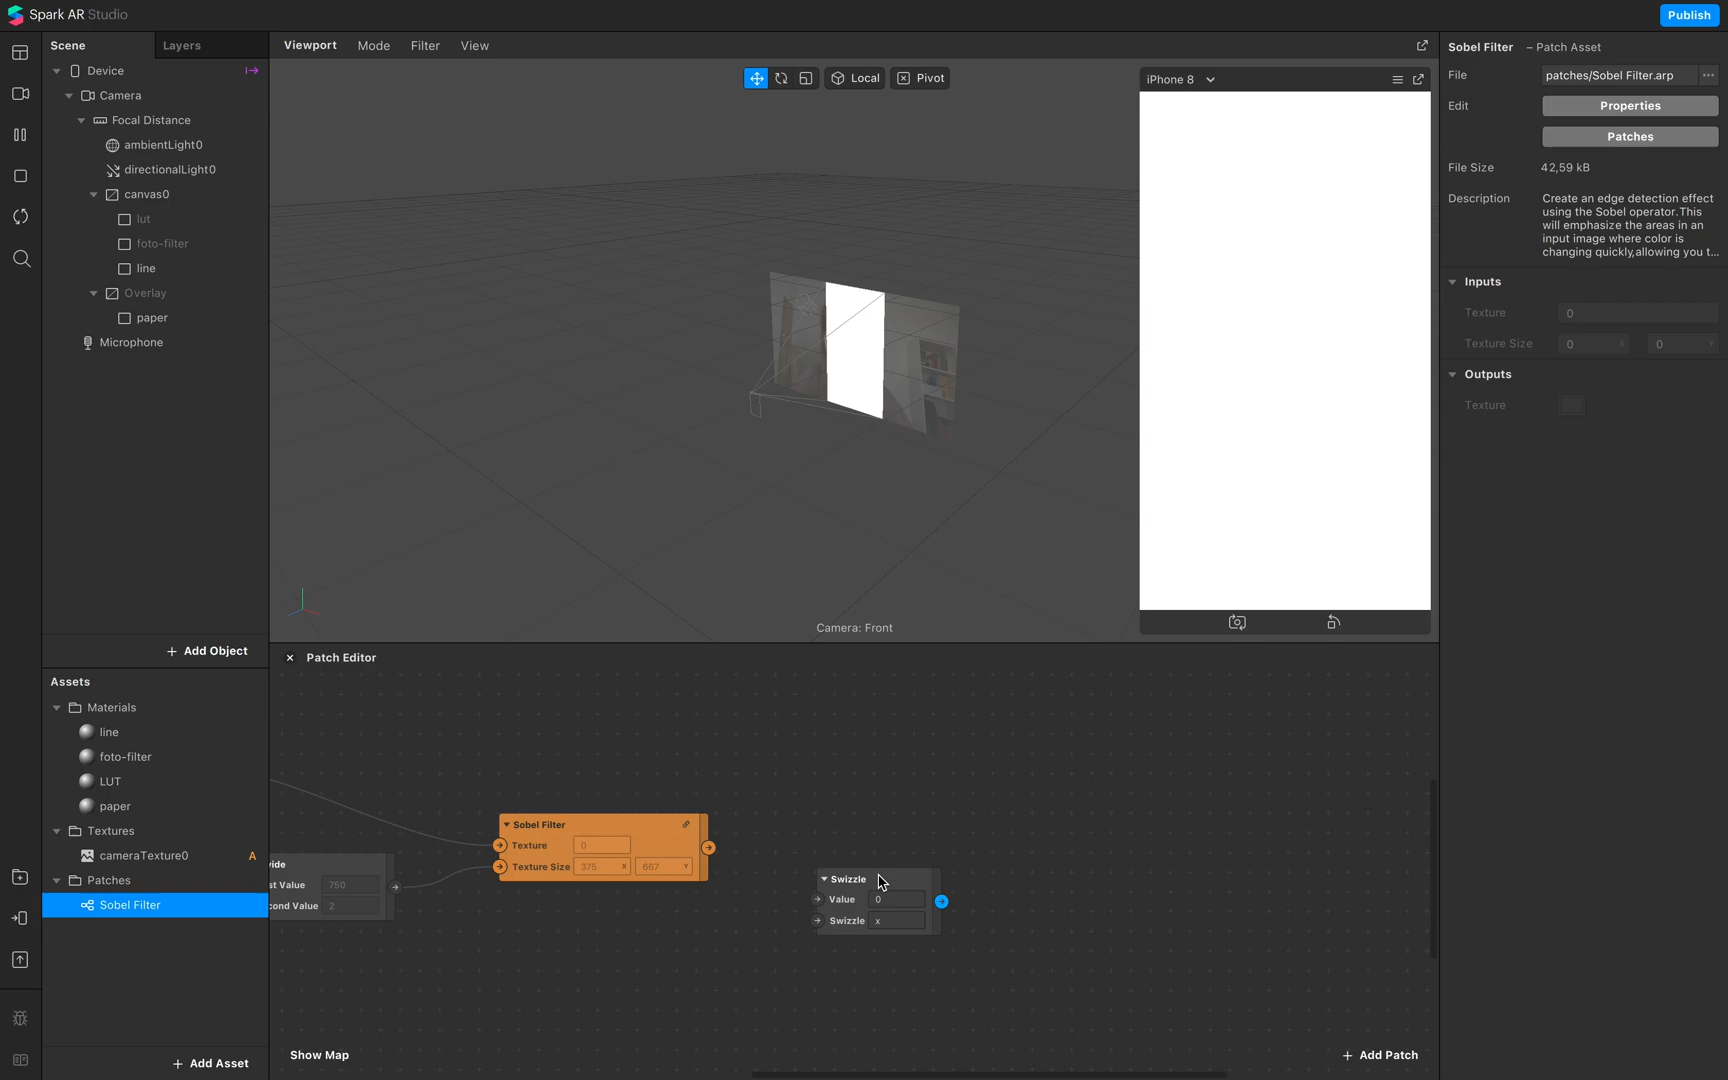 Spark AR Studio
Publish
Scene
Layers
Device
Camera
Focal Distance
ambientLight0
directionalLight0
canvas0
lut
foto-filter
line
Overlay
paper
Microphone
+ Add Object
Assets
Materials
line
foto-filter
LUT
paper
Textures
cameraTexture0 A
Patches
Sobel Filter
+ Add Asset
Viewport Mode Filter View
Local
Pivot
iPhone 8
Camera: Front
Patch Editor
Sobel Filter
Texture 0
Texture Size 375 X 667 Y
vide
st Value 750
cond Value 2
Swizzle
Value 0
Swizzle x
Show Map
+ Add Patch
Sobel Filter – Patch Asset
File patches/Sobel Filter.arp ...
Edit Properties
Patches
File Size 42,59 kB
Description Create an edge detection effect
using the Sobel operator.This
will emphasize the areas in an
input image where color is
changing quickly,allowing you t...
Inputs
Texture 0
Texture Size 0 X 0 Y
Outputs
Texture